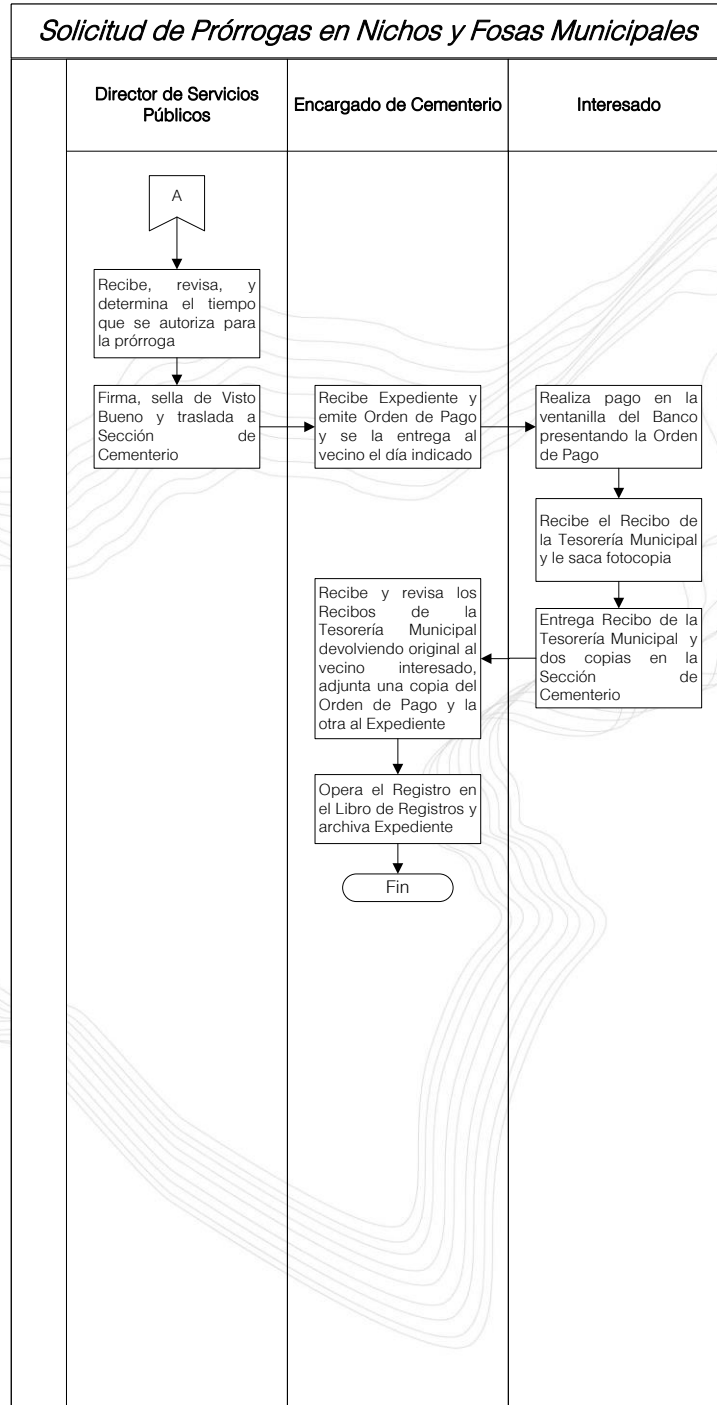 Solicitud de Prórrogas en Nichos y Fosas Municipales
Director de Servicios
Públicos
Encargado de Cementerio
Interesado
A
Recibe, revisa, y
determina el tiempo
que se autoriza para
la prórroga
Firma, sella de Visto
Bueno y traslada a
Sección de
Cementerio
Recibe Expediente y
emite Orden de Pago
y se la entrega al
vecino el día indicado
Realiza pago en la
ventanilla del Banco
presentando la Orden
de Pago
Recibe el Recibo de
la Tesorería Municipal
y le saca fotocopia
Entrega Recibo de la
Tesorería Municipal y
dos copias en la
Sección de
Cementerio
Recibe y revisa los
Recibos de la
Tesorería Municipal
devolviendo original al
vecino interesado,
adjunta una copia del
Orden de Pago y la
otra al Expediente
Opera el Registro en
el Libro de Registros y
archiva Expediente
Fin